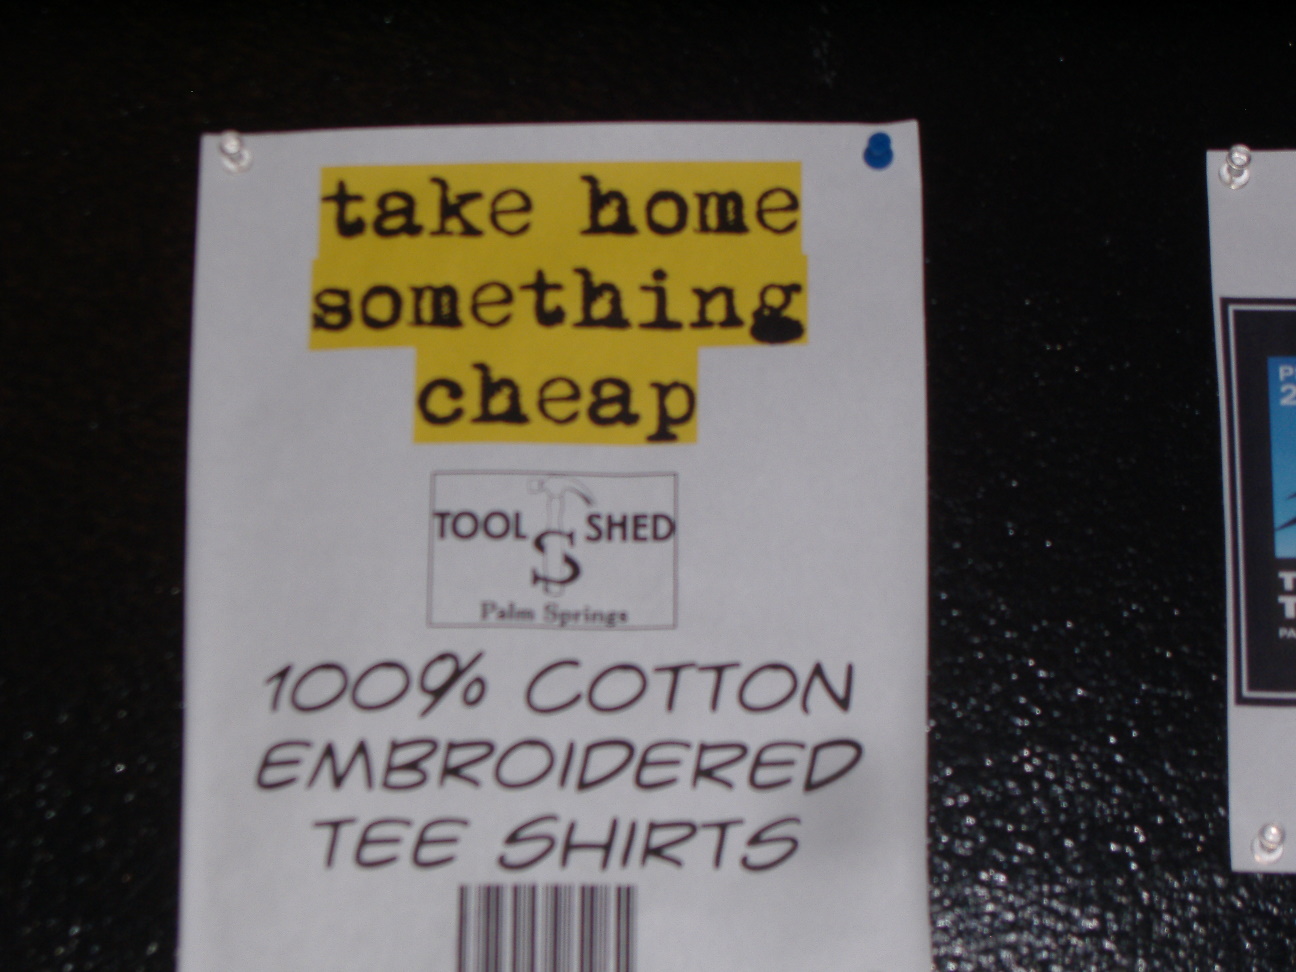 take home
something
cheap
TOOL S SHED
Palm Springs
100% COTTON
EMBROIDERED
TEE SHIRTS